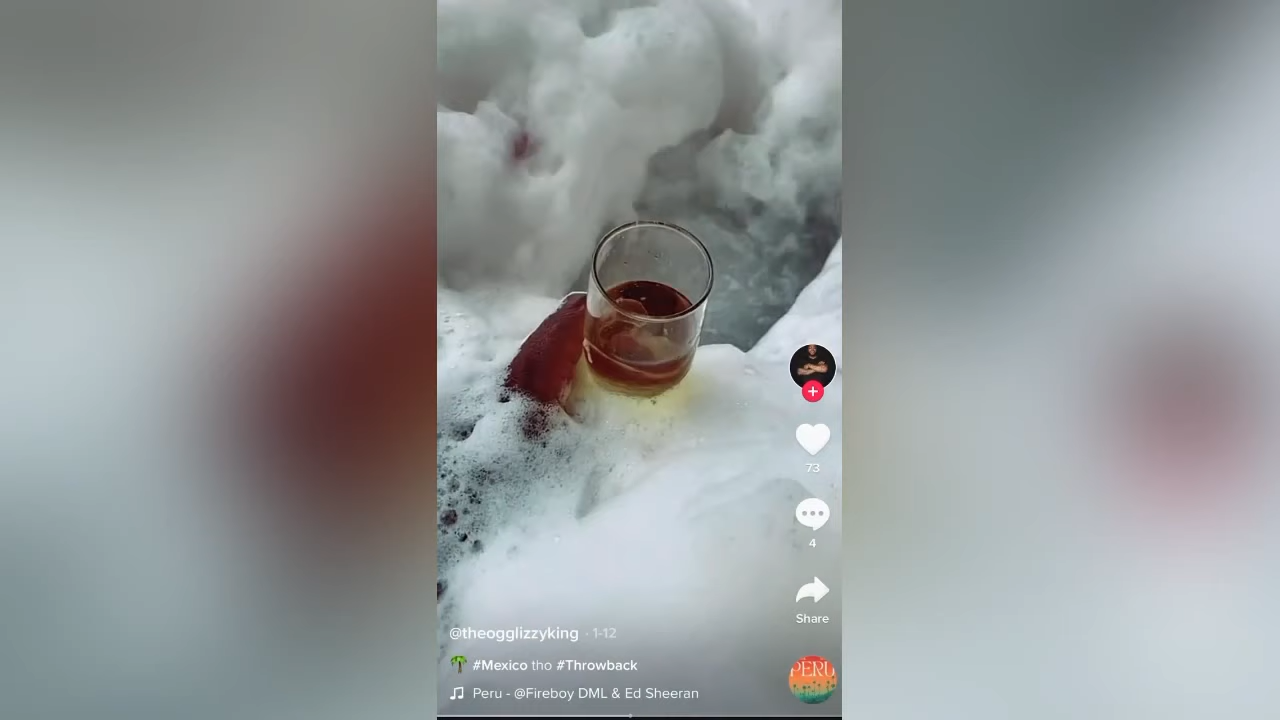 73
4
Share
@theogglizzyking · 1-12
🌴 #Mexico tho #Throwback
Peru - @Fireboy DML & Ed Sheeran
PERU